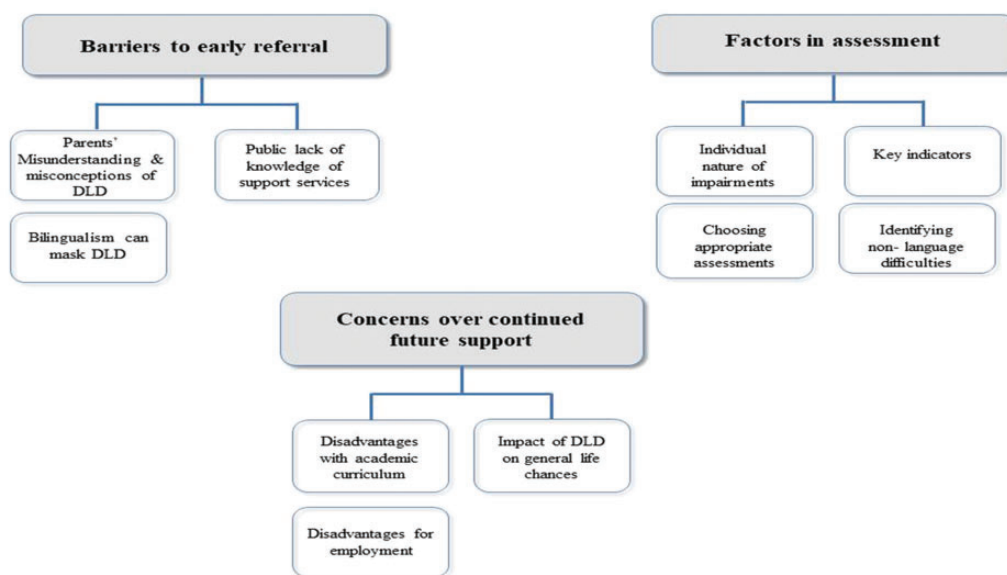 Barriers to early referral
Parents'
Misunderstanding &
misconceptions of
DLD
Public lack of
knowledge of
support services
Bilingualism can
mask DLD
Factors in assessment
Individual
nature of
impairments
Key indicators
Choosing
appropriate
assessments
Identifying
non- language
difficulties
Concerns over continued
future support
Disadvantages
with academic
curriculum
Impact of DLD
on general life
chances
Disadvantages for
employment